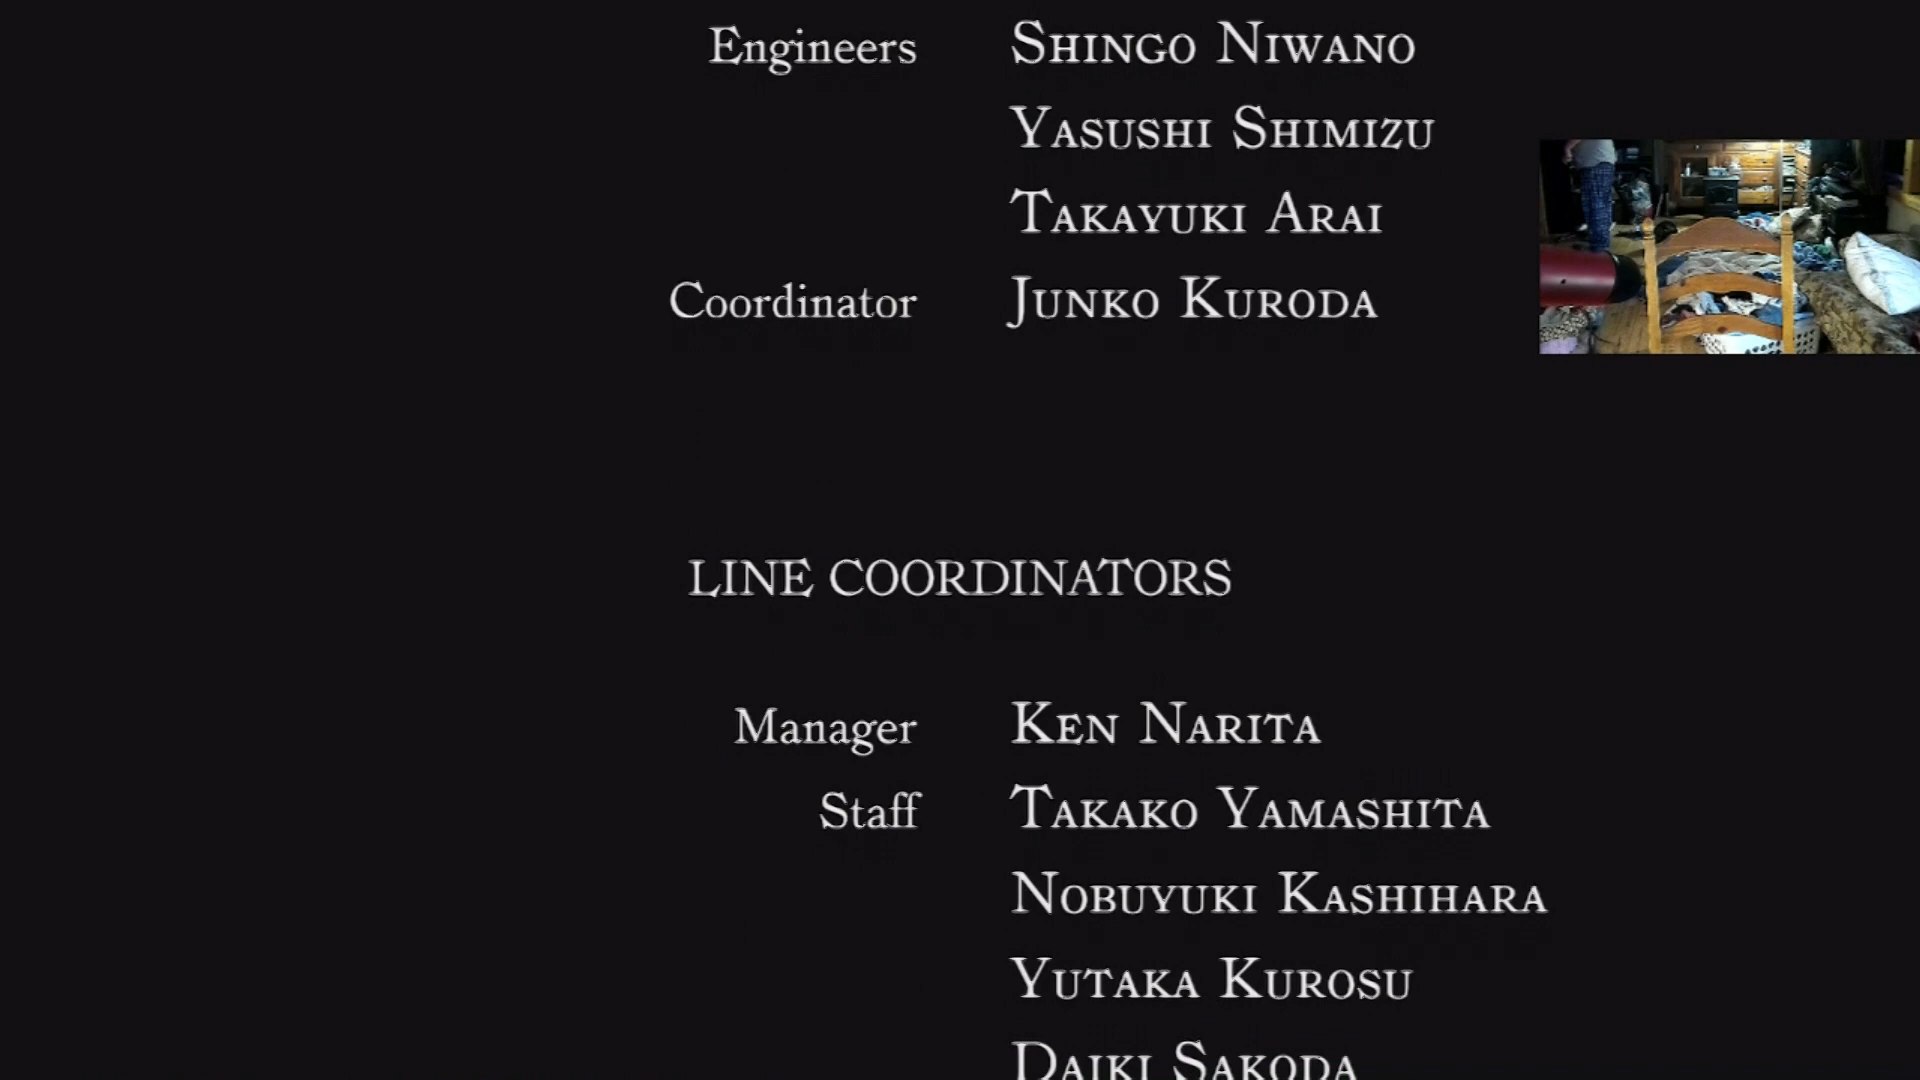 Engineers SHINGO NIWANO
YASUSHI SHIMIZU
TAKAYUKI ARAI
Coordinator JUNKO KURODA
LINE COORDINATORS
Manager KEN NARITA
Staff TAKAKO YAMASHITA
NOBUYUKI KASHIHARA
YUTAKA KUROSU
DAIKI SAKODA